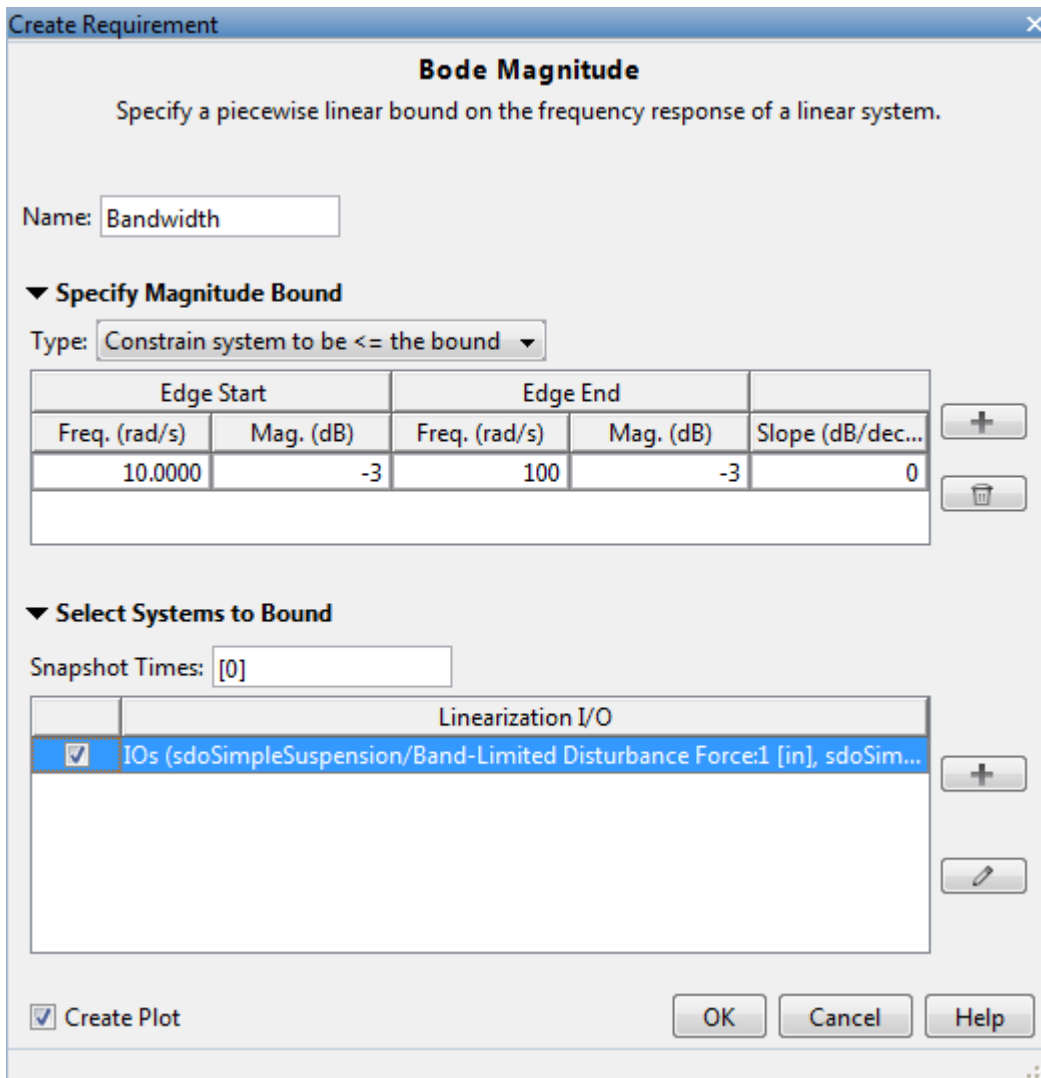 Create Requirement
Bode Magnitude
Specify a piecewise linear bound on the frequency response of a linear system.
Name: Bandwidth
Specify Magnitude Bound
Type: Constrain system to be <= the bound
Edge Start Edge End
Freq. (rad/s) Mag. (dB) Freq. (rad/s) Mag. (dB) Slope (dB/dec...
10.0000 -3 100 -3 0
Select Systems to Bound
Snapshot Times: [0]
Linearization I/O
IOs (sdoSimpleSuspension/Band-Limited Disturbance Force:1 [in], sdoSim...
Create Plot OK Cancel Help